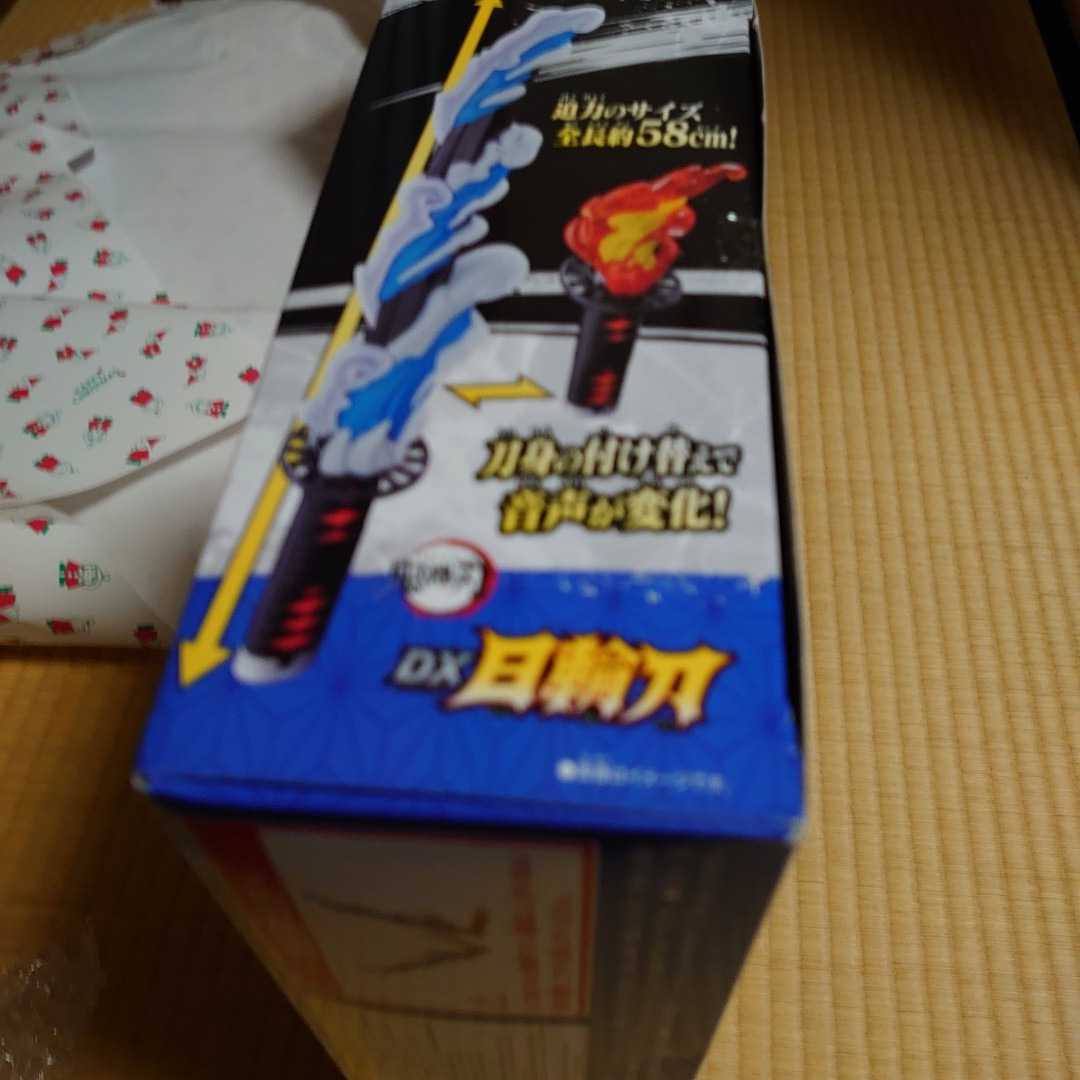 迫力のサイズ
全長約58cm!
刀身の付け替えで
音声が変化!
DX日輪刀